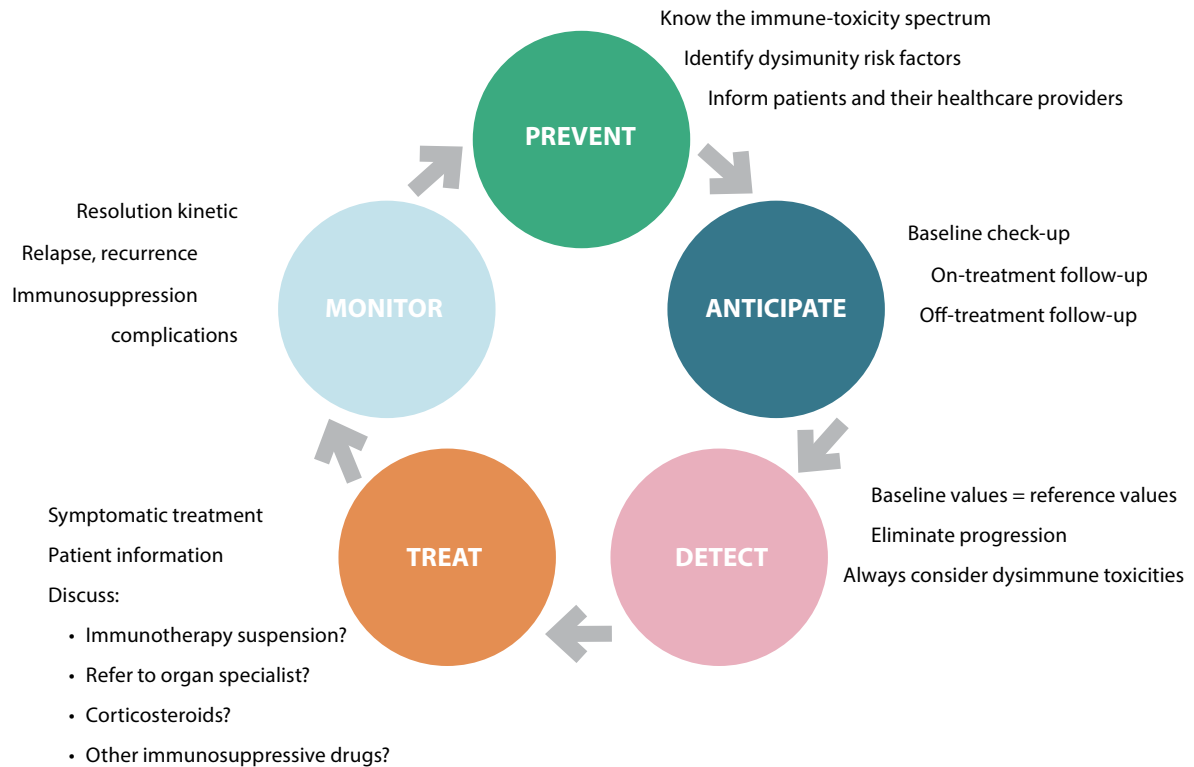 Know the immune-toxicity spectrum
Identify dysimunity risk factors
Inform patients and their healthcare providers
PREVENT
Baseline check-up
On-treatment follow-up
Off-treatment follow-up
ANTICIPATE
Baseline values = reference values
Eliminate progression
Always consider dysimmune toxicities
DETECT
Symptomatic treatment
Patient information
Discuss:
• Immunotherapy suspension?
• Refer to organ specialist?
• Corticosteroids?
• Other immunosuppressive drugs?
TREAT
Resolution kinetic
Relapse, recurrence
Immunosuppression
complications
MONITOR